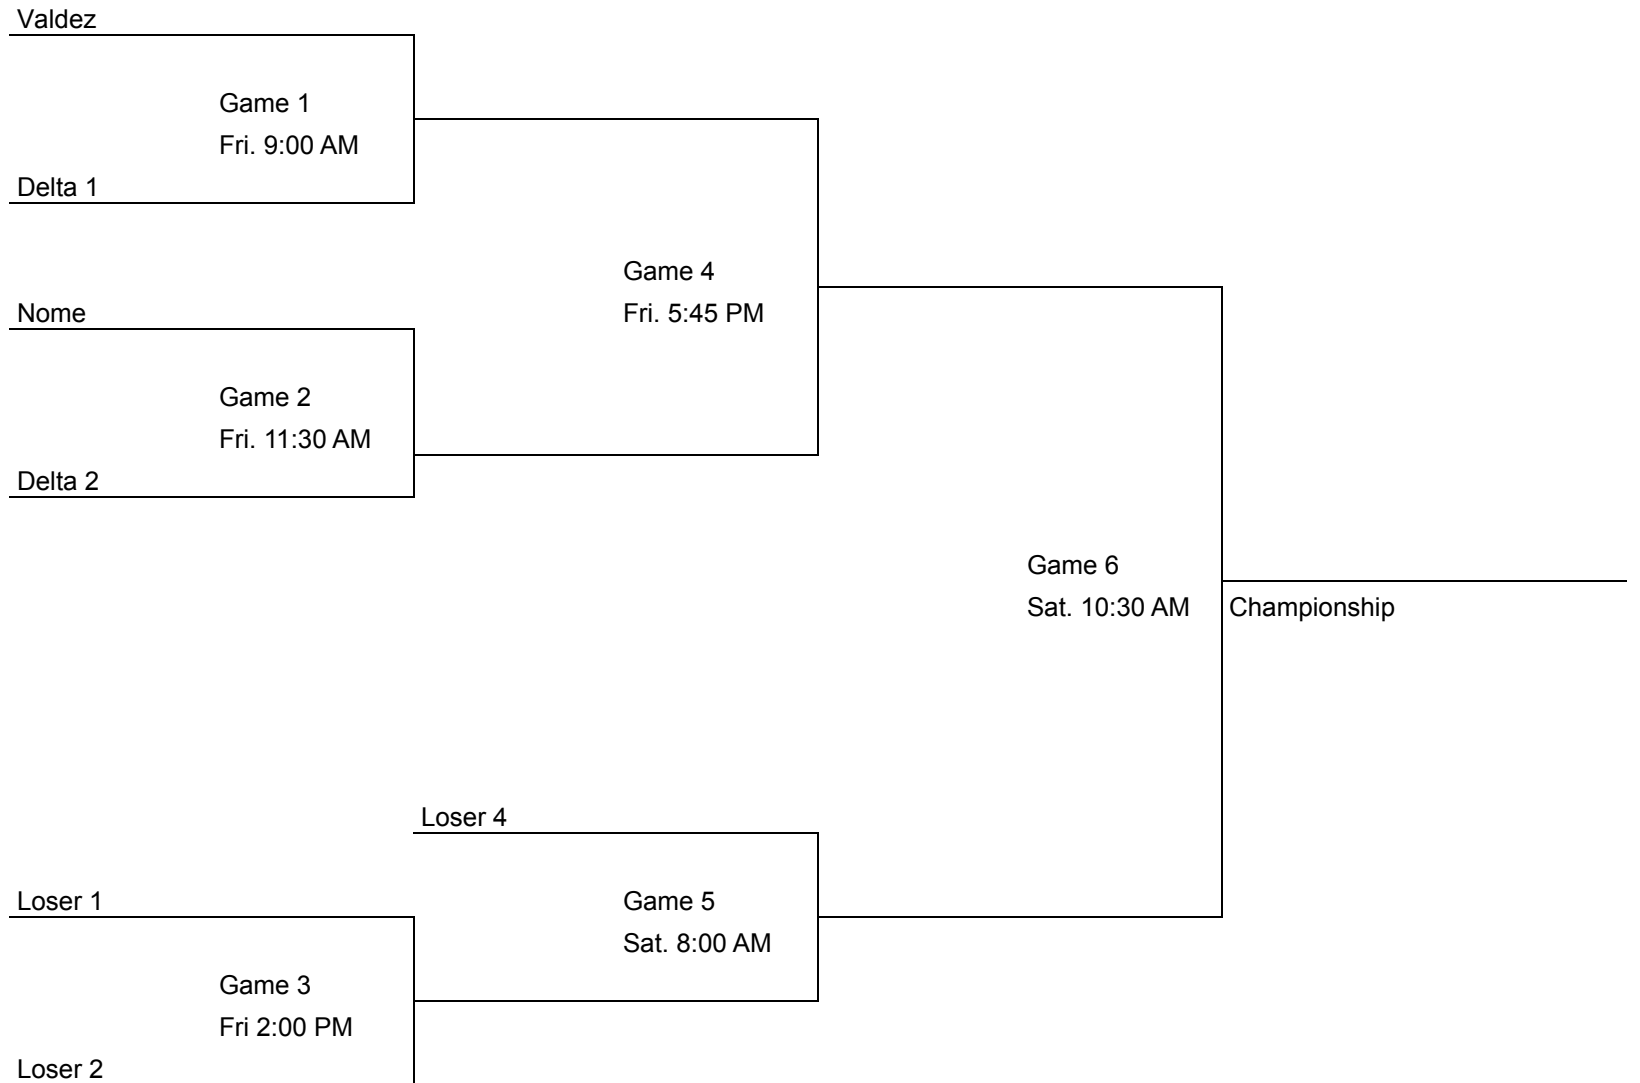 Valdez
Game 1
Fri. 9:00 AM
Delta 1
Game 4
Nome
Fri. 5:45 PM
Game 2
Fri. 11:30 AM
Delta 2
Game 6
Sat. 10:30 AM
Championship
Loser 4
Loser 1
Game 5
Sat. 8:00 AM
Game 3
Fri 2:00 PM
Loser 2